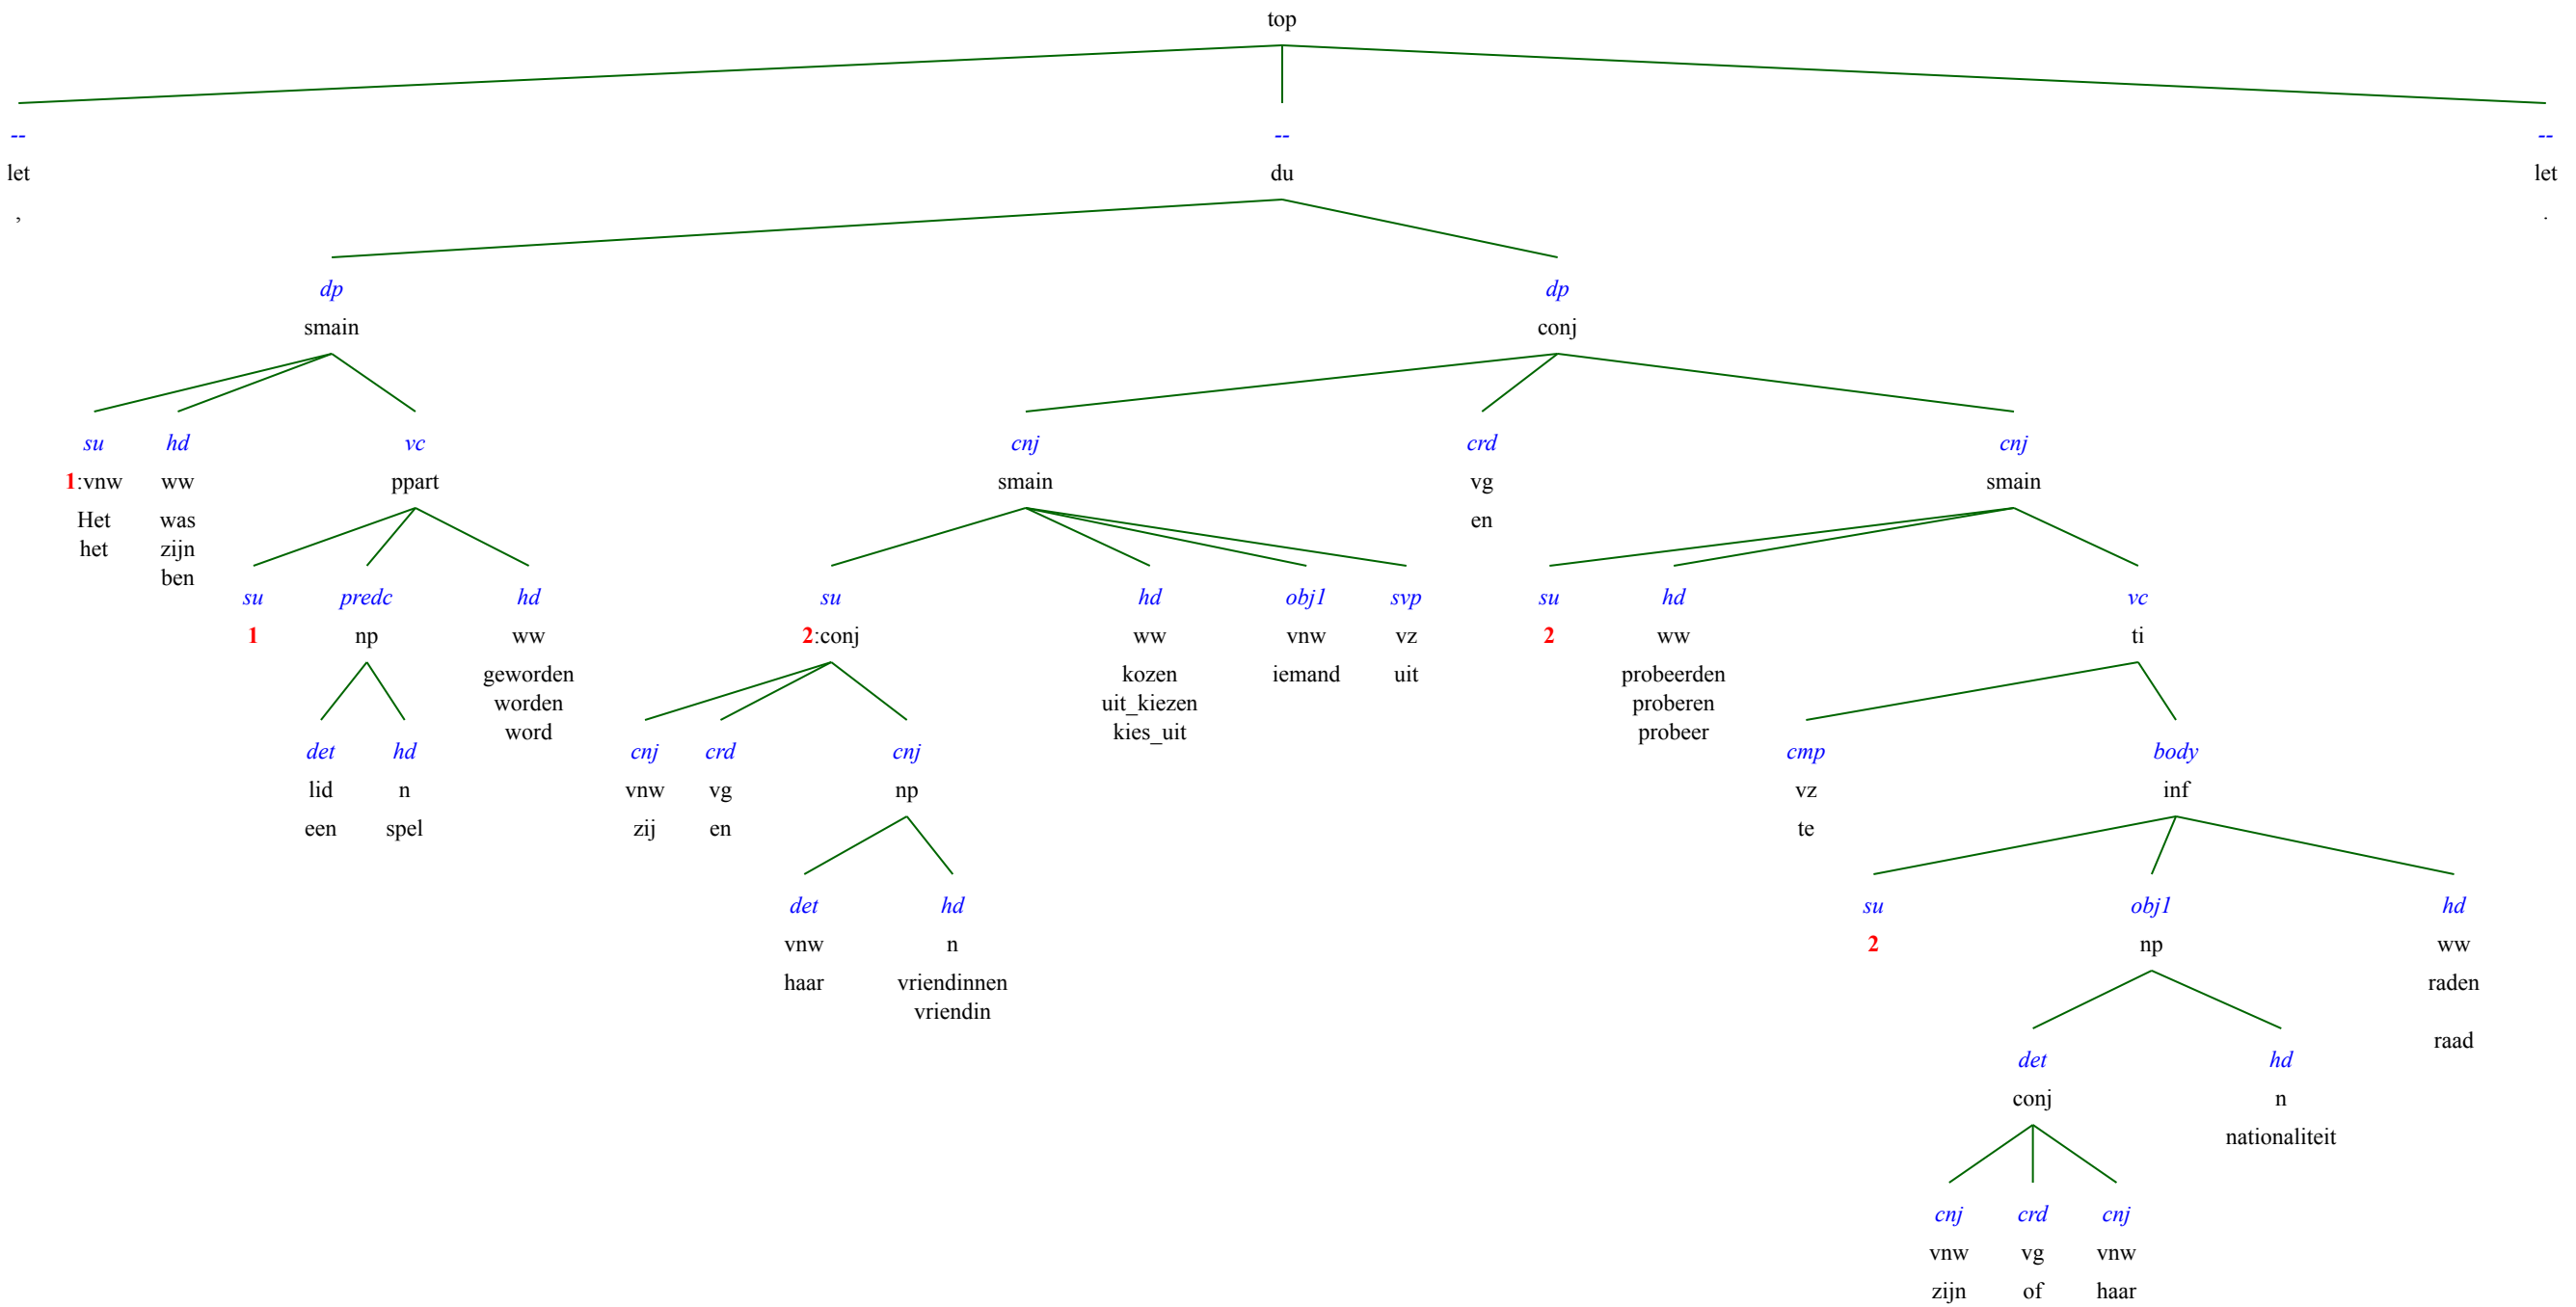 top
-- -- --
let du let
, .
dp dp
smain conj
su hd vc cnj crd cnj
1:vnw ww ppart smain vg smain
Het was en
het zijn
ben
su predc hd su hd obj1 svp su hd vc
1 np ww 2:conj ww vnw vz 2 ww ti
geworden kozen iemand uit probeerden
worden uit_kiezen proberen
word kies_uit probeer
det hd cnj crd cnj cmp body
lid n vnw vg np vz inf
een spel zij en te
det hd su obj1 hd
vnw n 2 np ww
haar vriendinnen raden
vriendin
raad
det hd
conj n
nationaliteit
cnj crd cnj
vnw vg vnw
zijn of haar